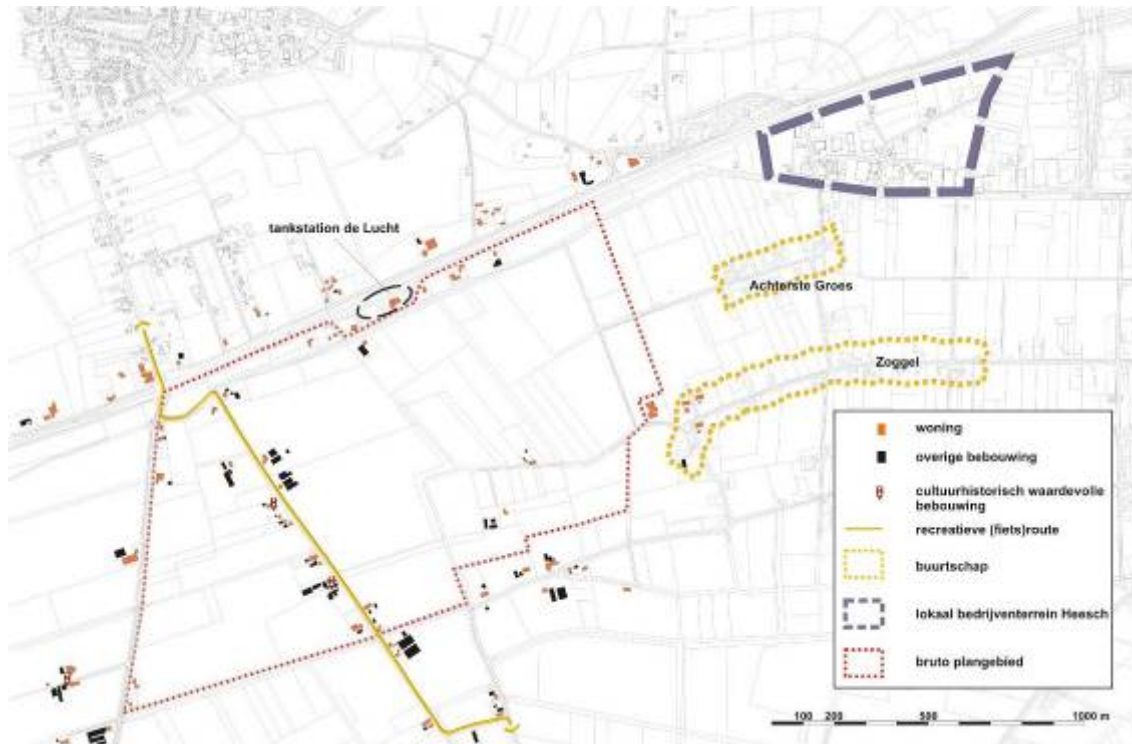 tankstation de Lucht
Achterste Groes
Zoggel
woning
overige bebouwing
cultuurhistorisch waardevolle
bebouwing
recreatieve (fiets)route
buurtschap
lokaal bedrijventerrein Heesch
bruto plangebied
100 200 500 1000 m